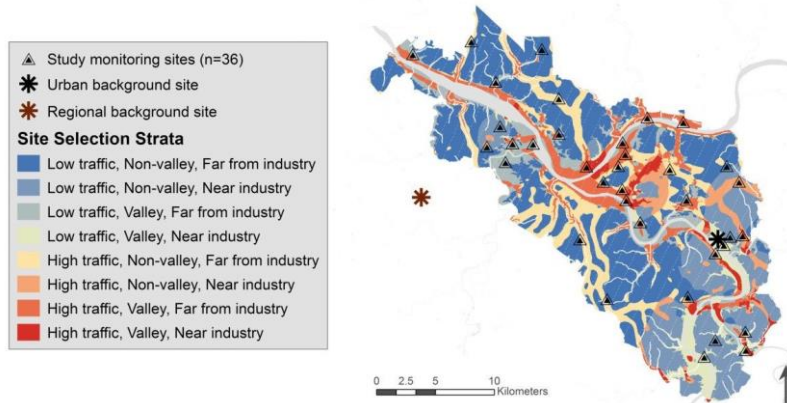 Study monitoring sites (n=36)
Urban background site
Regional background site
Site Selection Strata
Low traffic, Non-valley, Far from industry
Low traffic, Non-valley, Near industry
Low traffic, Valley, Far from industry
Low traffic, Valley, Near industry
High traffic, Non-valley, Far from industry
High traffic, Non-valley, Near industry
High traffic, Valley, Far from industry
High traffic, Valley, Near industry
0 2.5 5 10
Kilometers